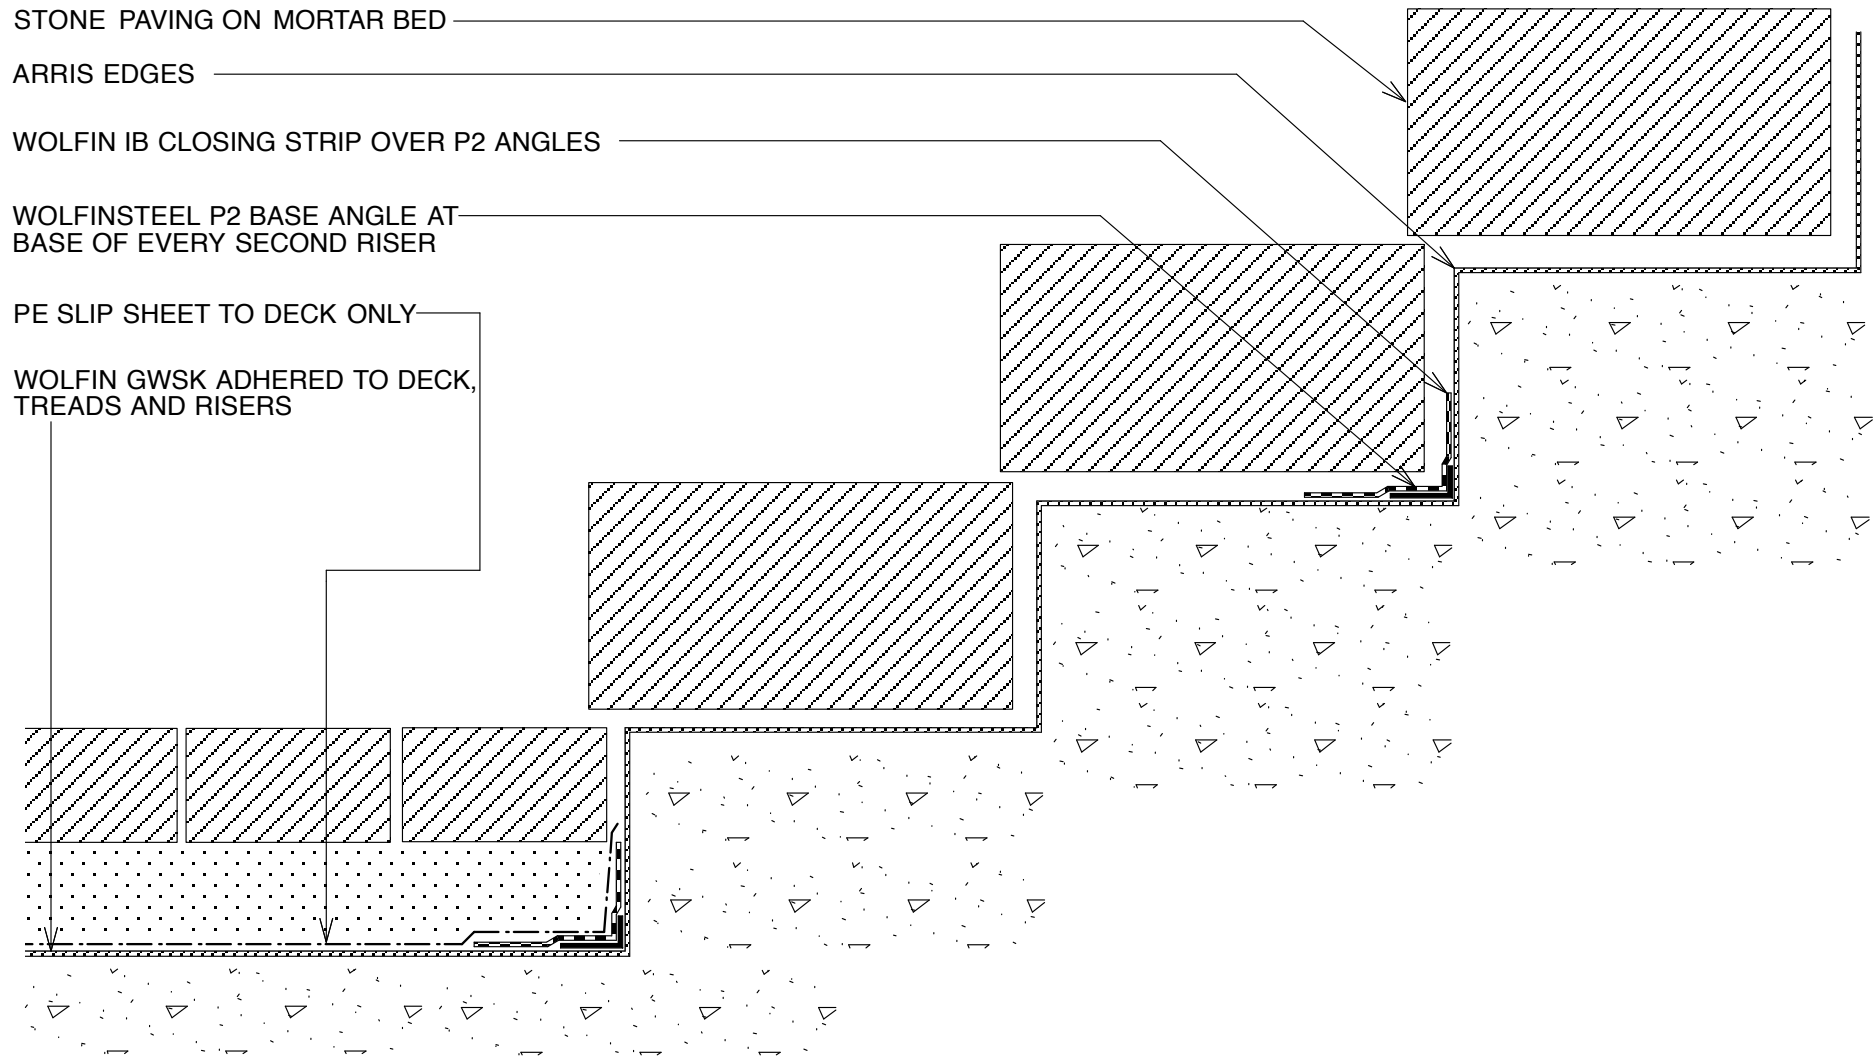 STONE PAVING ON MORTAR BED
ARRIS EDGES
WOLFIN IB CLOSING STRIP OVER P2 ANGLES
WOLFINSTEEL P2 BASE ANGLE AT
BASE OF EVERY SECOND RISER
PE SLIP SHEET TO DECK ONLY
WOLFIN GWSK ADHERED TO DECK,
TREADS AND RISERS